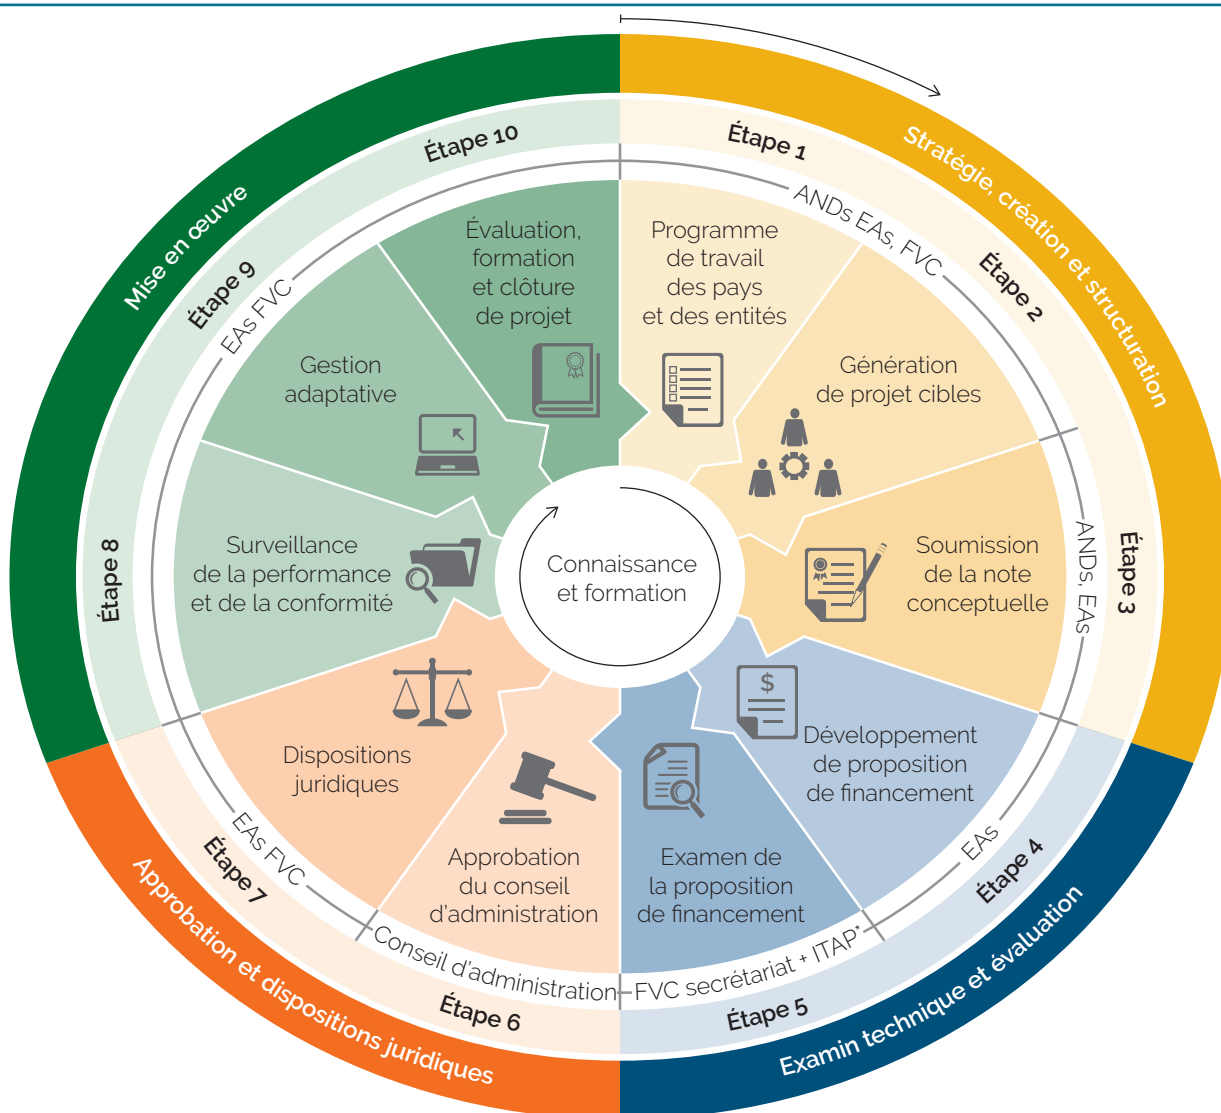 Stratégie, création et structuration
Étape 1
Étape 2
Étape 3
ANDs EAs, FVC
ANDs, EAs
Programme
de travail
des pays
et des entités
Génération
de projet cibles
Soumission
de la note
conceptuelle
Examin technique et évaluation
Étape 4
Étape 5
EAs
FVC secrétariat + ITAP*
$
Développement
de proposition
de financement
Examen de
la proposition
de financement
Approbation et dispositions juridiques
Étape 6
Étape 7
Conseil d'administration
EAs FVC
Approbation
du conseil
d'administration
Dispositions
juridiques
Mise en œuvre
Étape 8
Étape 9
Étape 10
EAs FVC
Surveillance
de la performance
et de la conformité
Gestion
adaptative
Évaluation,
formation
et clôture
de projet
Connaissance
et formation